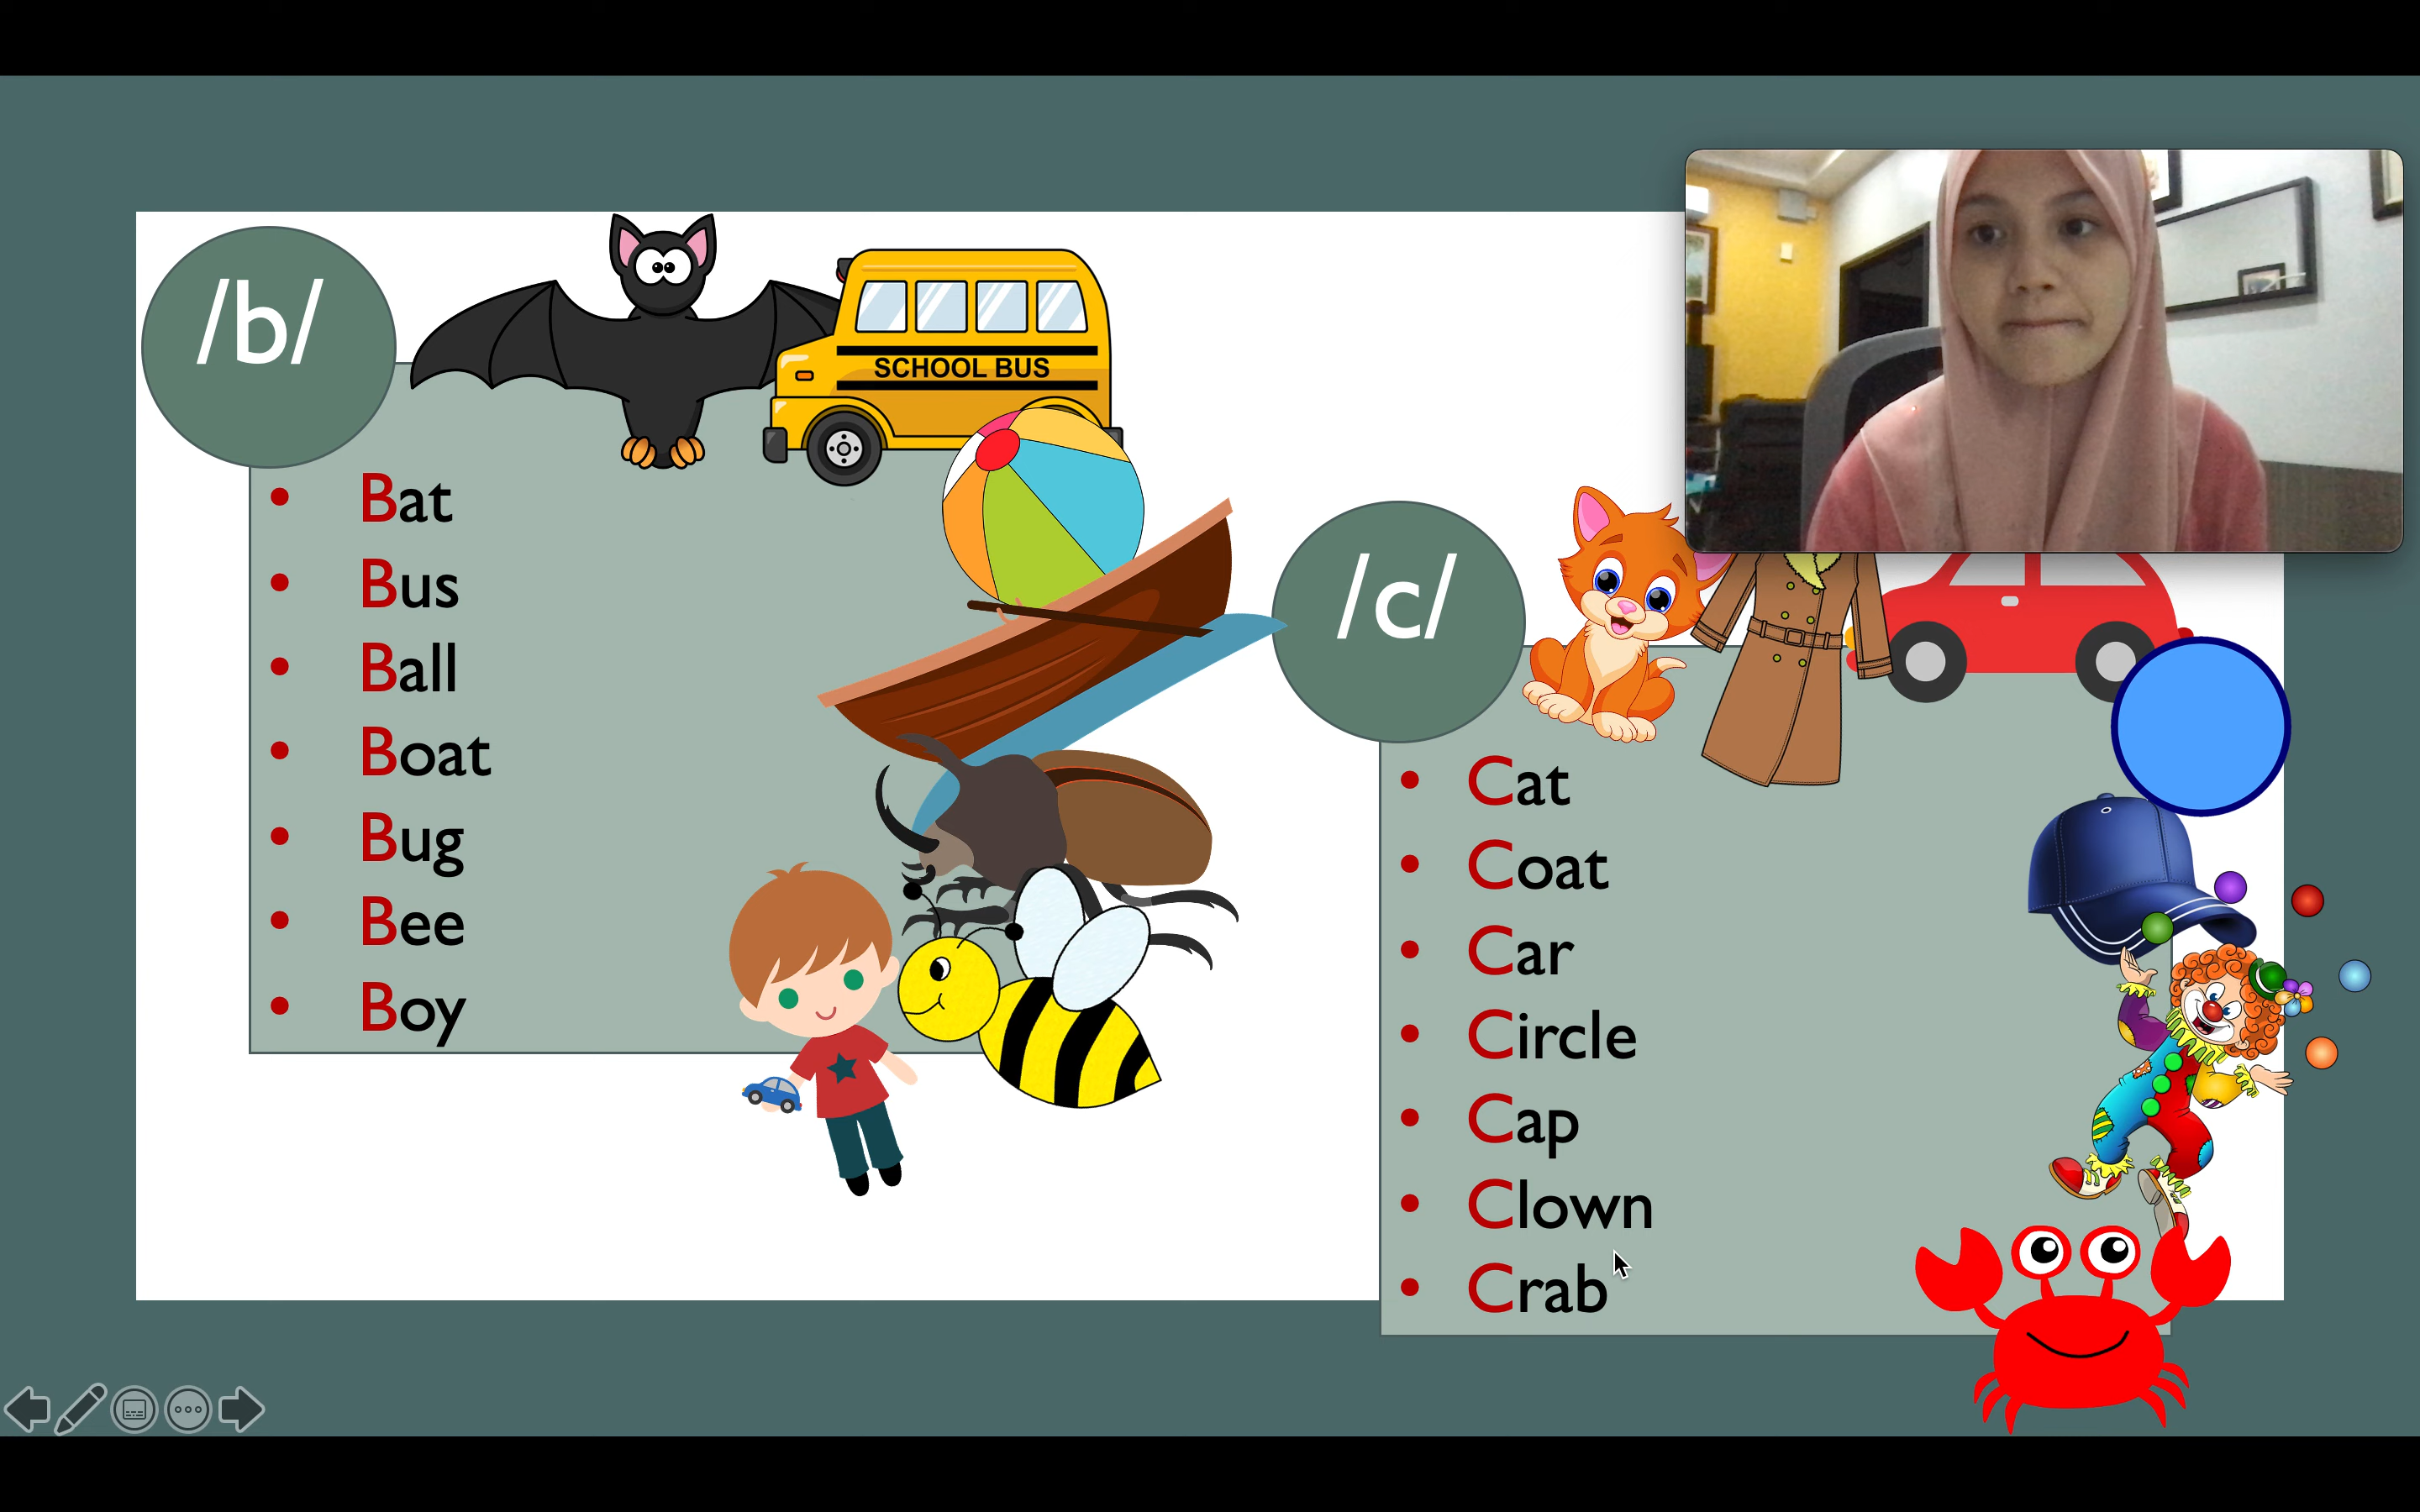 /b/
SCHOOL BUS
Bat
Bus
Ball
Boat
Bug
Bee
Boy
/c/
Cat
Coat
Car
Circle
Cap
Clown
Crab